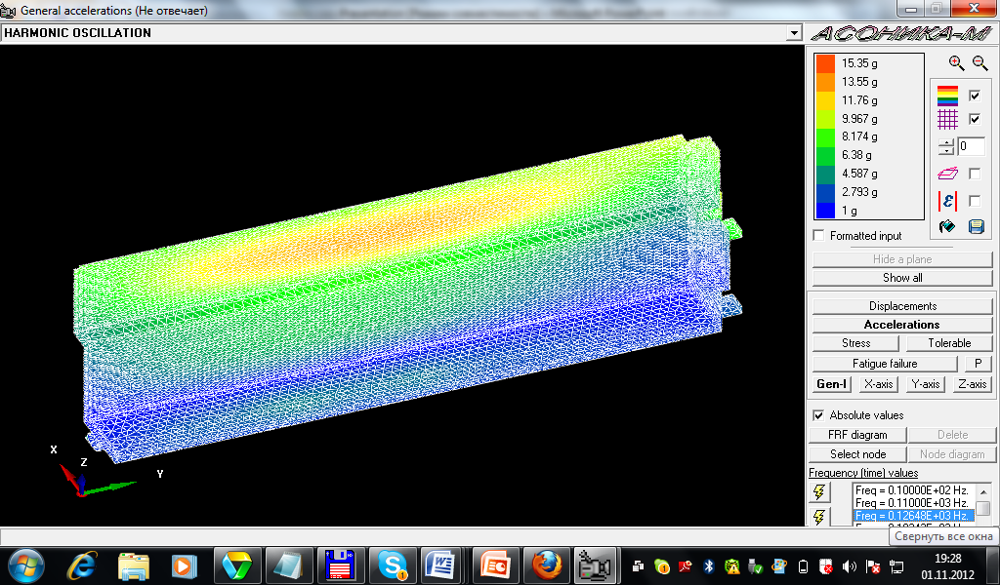 General accelerations (Не отвечает)
HARMONIC OSCILLATION
АСОНИКА-М
15.35 g
13.55 g
11.76 g
9.967 g
8.174 g
6.38 g
4.587 g
2.793 g
1 g
0
ε
Formatted input
Hide a plane
Show all
Displacements
Accelerations
Stress
Tolerable
Fatigue failure
P
Gen-l
X-axis
Y-axis
Z-axis
Absolute values
FRF diagram
Delete
Select node
Node diagram
Frequency (time) values
Freq = 0.10000E+02 Hz.
Freq = 0.11000E+03 Hz.
Freq = 0.12648E+03 Hz.
Свернуть все окна
X
Z
Y
19:28
01.11.2012